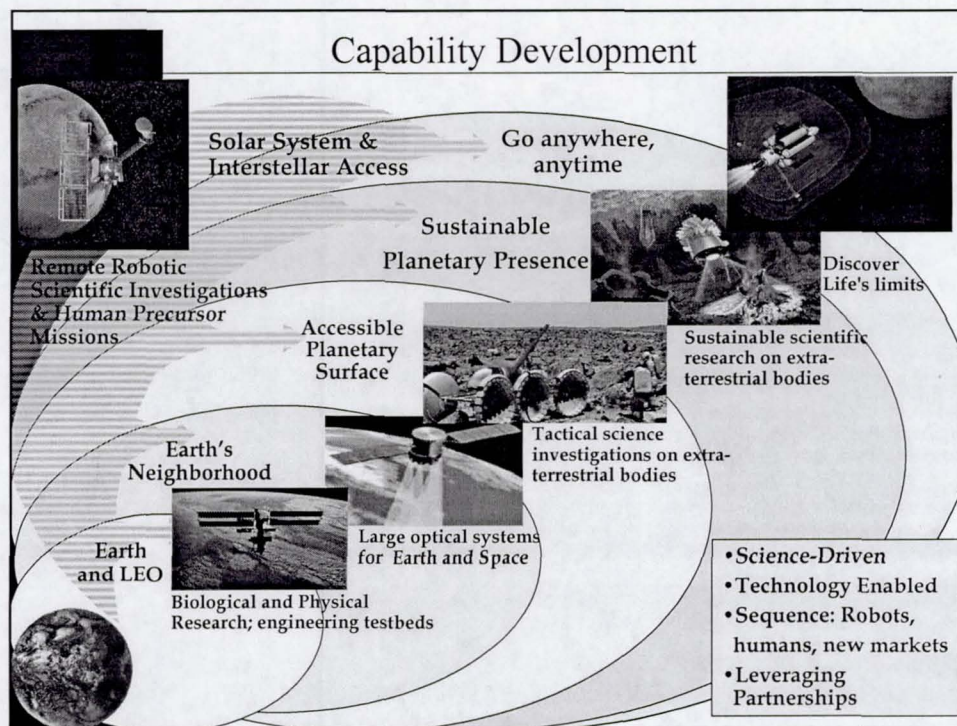 Capability Development
Solar System &
Interstellar Access
Go anywhere,
anytime
Remote Robotic
Scientific Investigations
& Human Precursor
Missions
Sustainable
Planetary Presence
Discover
Life's limits
Accessible
Planetary
Surface
Sustainable scientific
research on extra-
terrestrial bodies
Earth's
Neighborhood
Tactical science
investigations on extra-
terrestrial bodies
Earth
and LEO
Large optical systems
for Earth and Space
Biological and Physical
Research; engineering testbeds
•Science-Driven
•Technology Enabled
•Sequence: Robots,
humans, new markets
•Leveraging
Partnerships